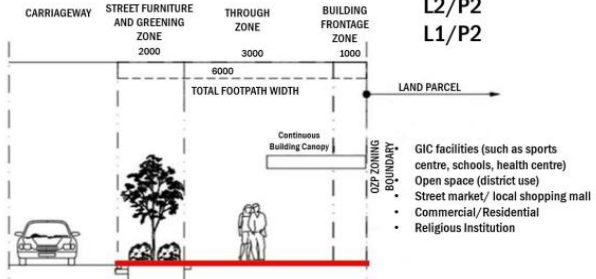 CARRIAGEWAY
STREET FURNITURE
AND GREENING
ZONE
2000
THROUGH
ZONE
3000
BUILDING
FRONTAGE
ZONE
1000
L2/P2
L1/P2
6000
TOTAL FOOTPATH WIDTH
LAND PARCEL
Continuous
Building Canopy
OZP ZONING
BOUNDARY
• GIC facilities (such as sports
centre, schools, health centre)
• Open space (district use)
• Street market/ local shopping mall
• Commercial/Residential
• Religious Institution